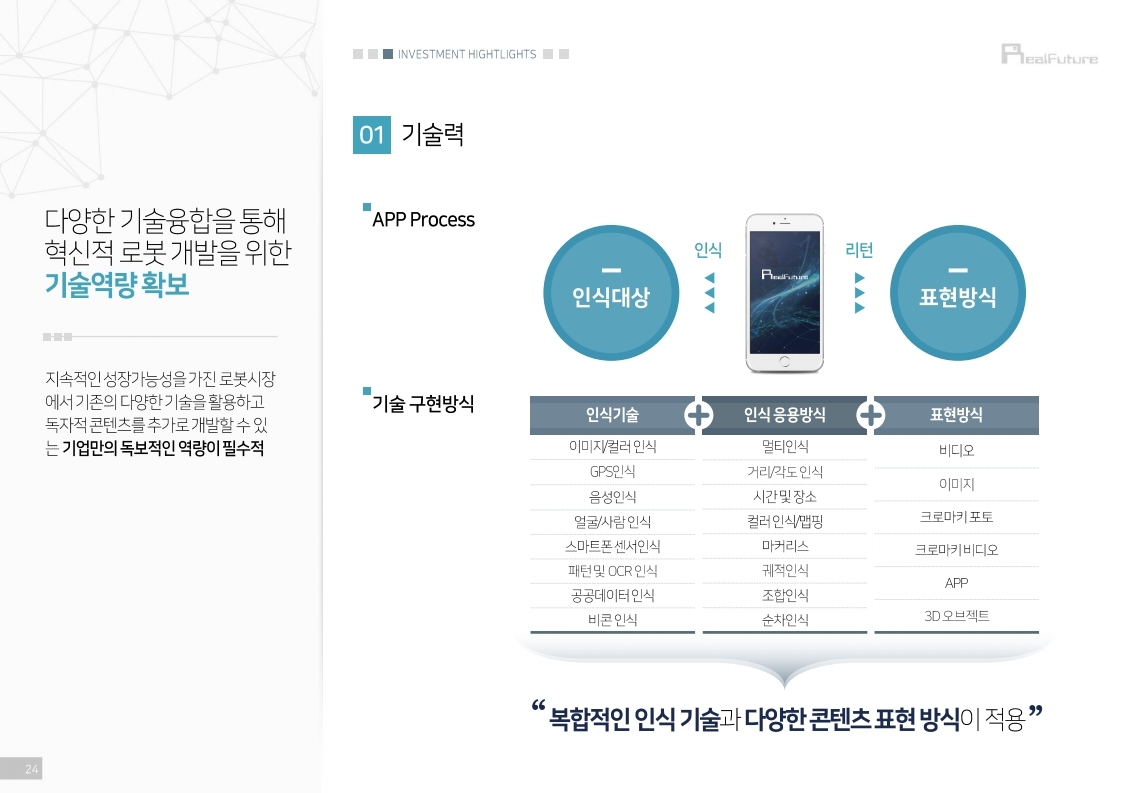 INVESTMENT HIGHTLIGHTS
RealFuture
01 기술력
다양한 기술융합을 통해
혁신적 로봇 개발을 위한
기술역량 확보
지속적인 성장가능성을 가진 로봇시장
에서 기존의 다양한 기술을 활용하고
독자적 콘텐츠를 추가로 개발할 수 있
는 기업만의 독보적인 역량이 필수적
APP Process
인식대상
인식
RealFuture
리턴
표현방식
기술 구현방식
인식기술 + 인식 응용방식 + 표현방식
이미지/컬러 인식
GPS인식
음성인식
얼굴/사람 인식
스마트폰 센서인식
패턴 및 OCR 인식
공공데이터 인식
비콘 인식
멀티인식
거리/각도 인식
시간 및 장소
컬러 인식/맵핑
마커리스
궤적인식
조합인식
순차인식
비디오
이미지
크로마키 포토
크로마키 비디오
APP
3D 오브젝트
“ 복합적인 인식 기술과 다양한 콘텐츠 표현 방식이 적용 ”
24